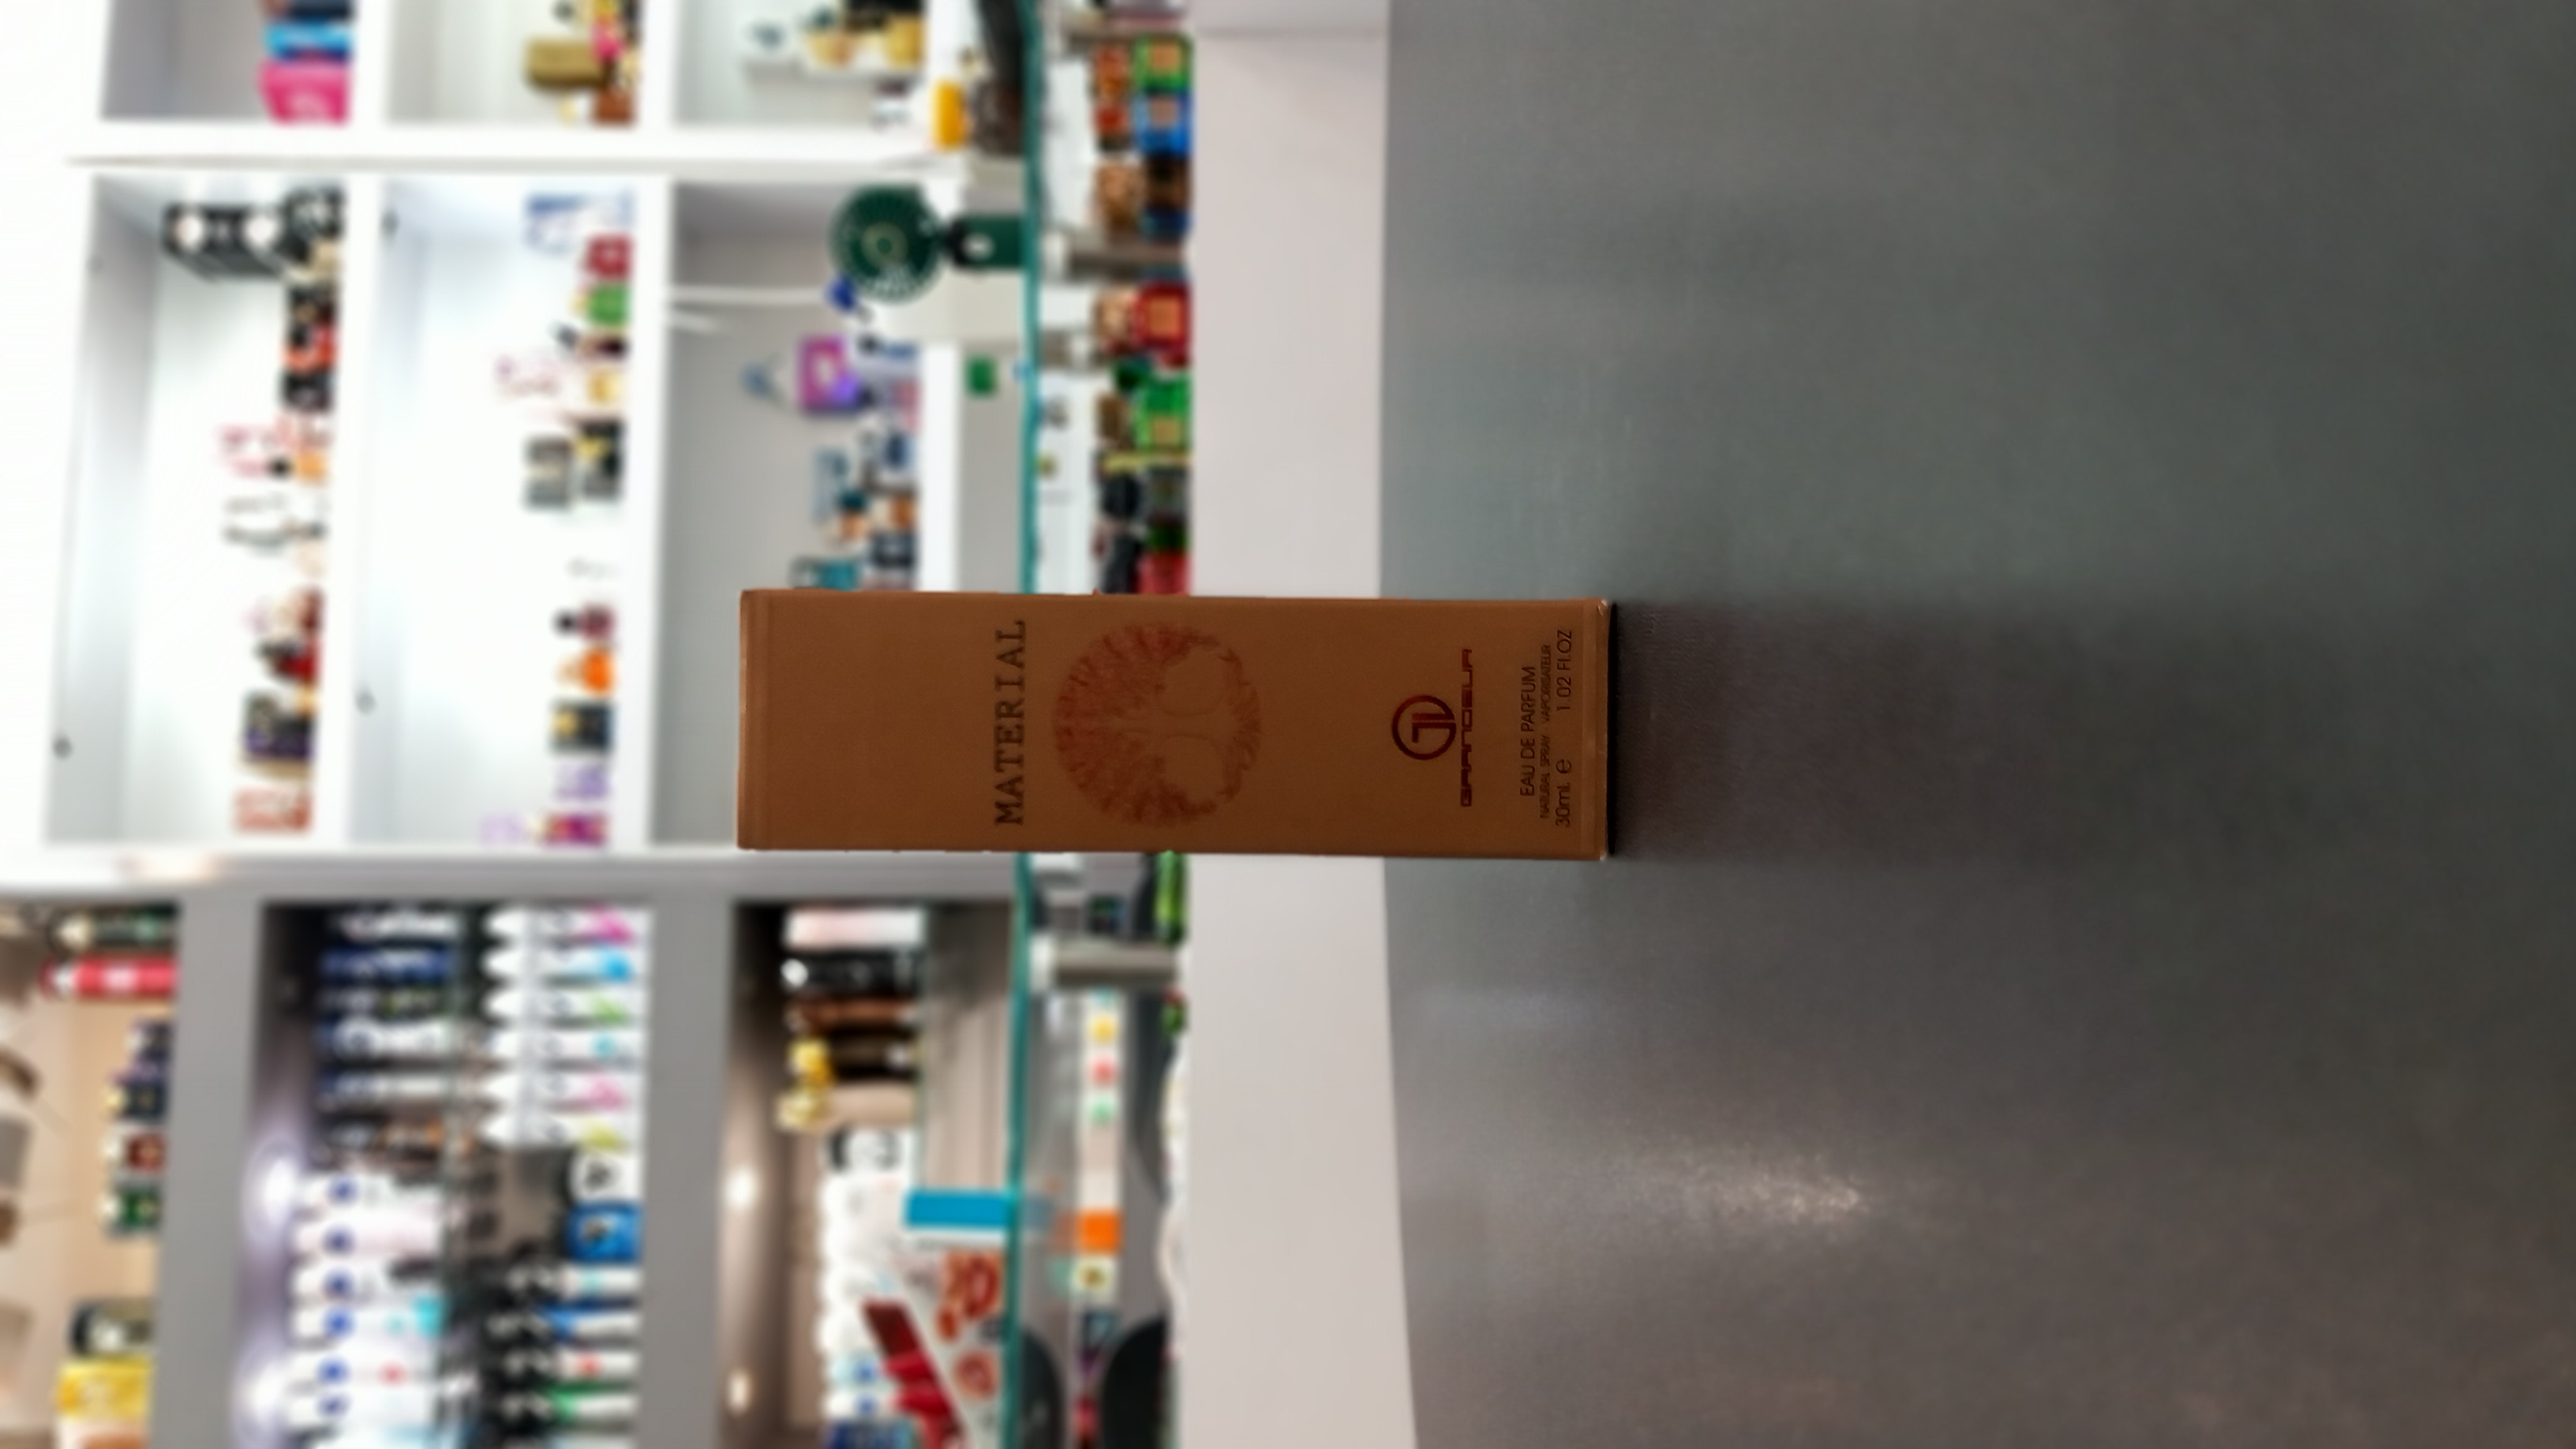 MATERIAL
GRANDEUR
EAU DE PARFUM
NATURAL SPRAY VAPORISATEUR
30mL e 1.02 Fl.OZ